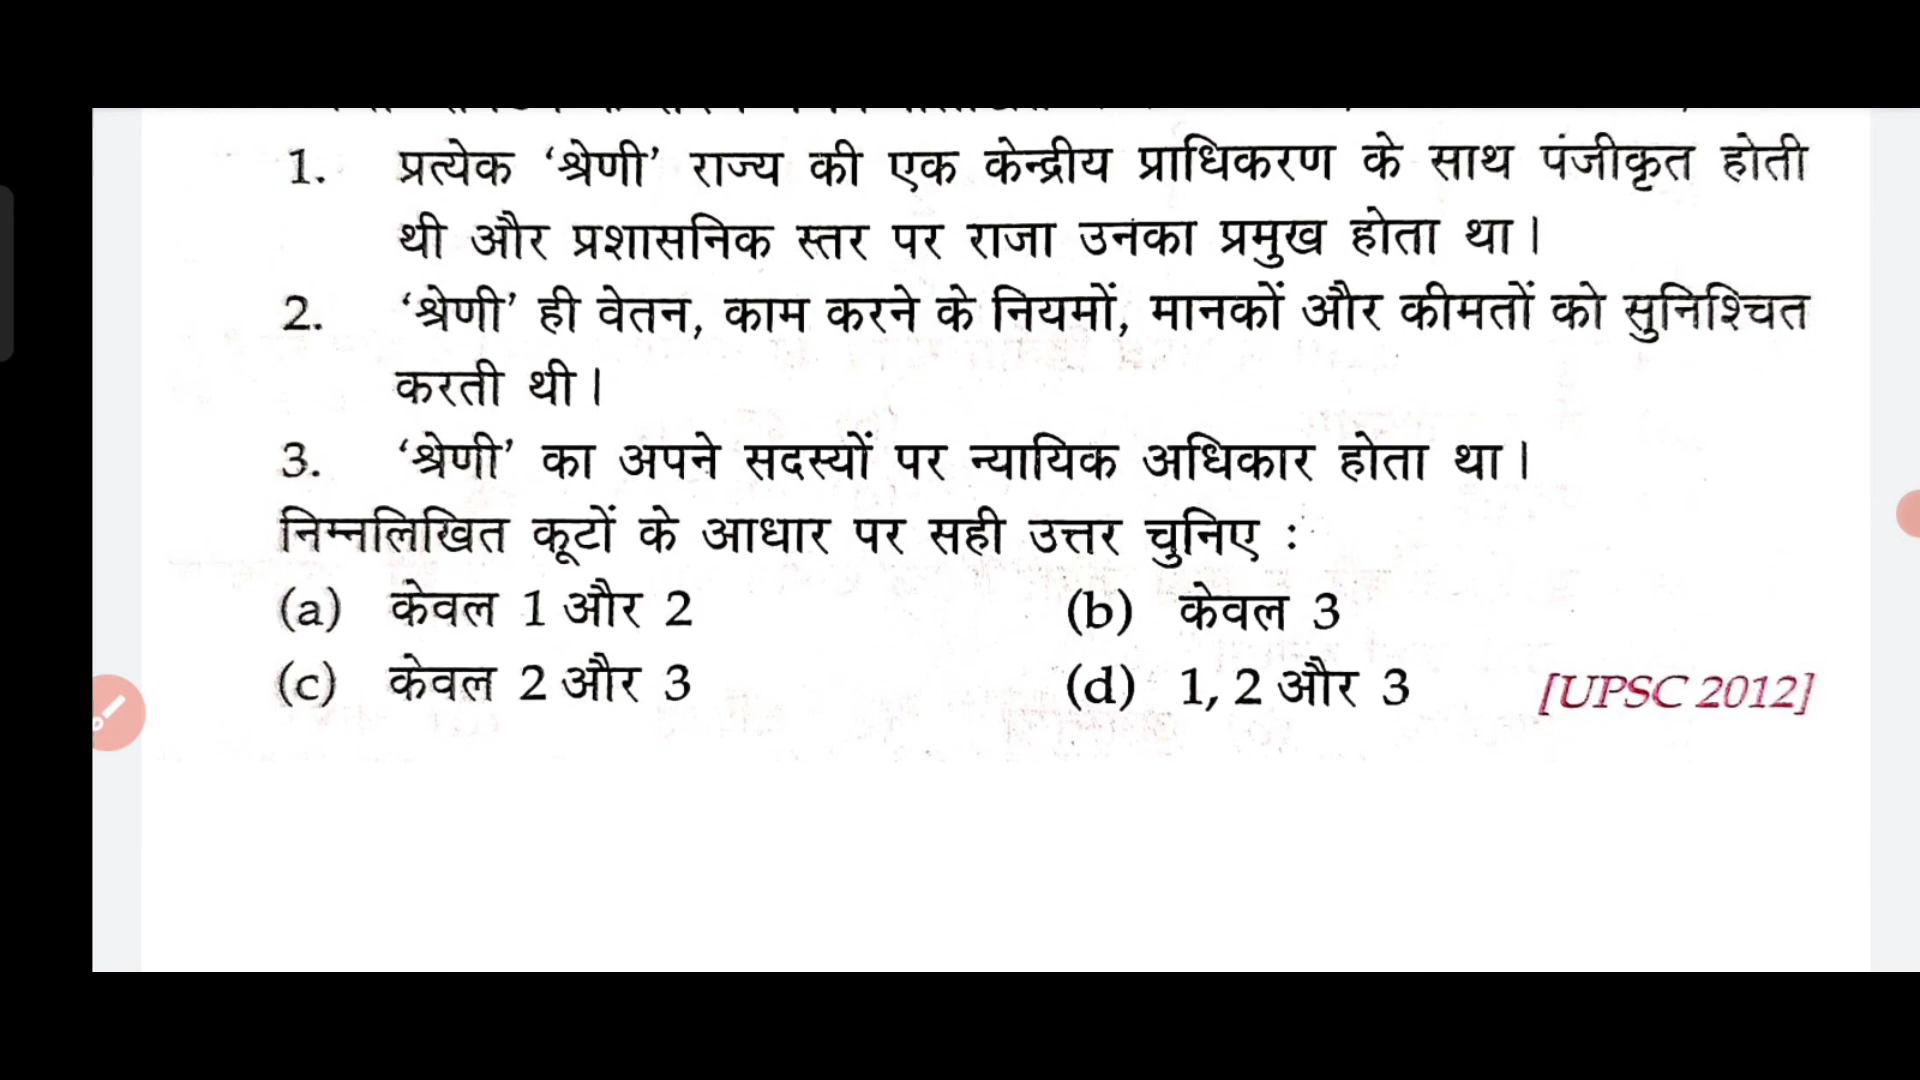 1. प्रत्येक ‘श्रेणी’ राज्य की एक केन्द्रीय प्राधिकरण के साथ पंजीकृत होती
थी और प्रशासनिक स्तर पर राजा उनका प्रमुख होता था।
2. ‘श्रेणी’ ही वेतन, काम करने के नियमों, मानकों और कीमतों को सुनिश्चित
करती थी।
3. ‘श्रेणी’ का अपने सदस्यों पर न्यायिक अधिकार होता था।
निम्नलिखित कूटों के आधार पर सही उत्तर चुनिए :
(a) केवल 1 और 2 (b) केवल 3
(c) केवल 2 और 3 (d) 1, 2 और 3 [UPSC 2012]